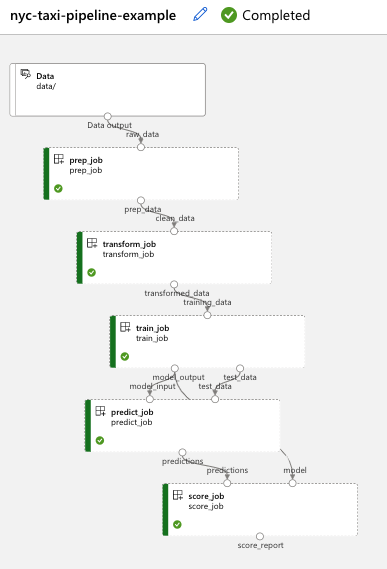 nyc-taxi-pipeline-example Completed
Data
data/
Data output
raw_data
prep_job
prep_job
prep_data
clean_data
transform_job
transform_job
transformed_data
training_data
train_job
train_job
model_output test_data
model_input test_data
predict_job
predict_job
predictions
predictions model
score_job
score_job
score_report